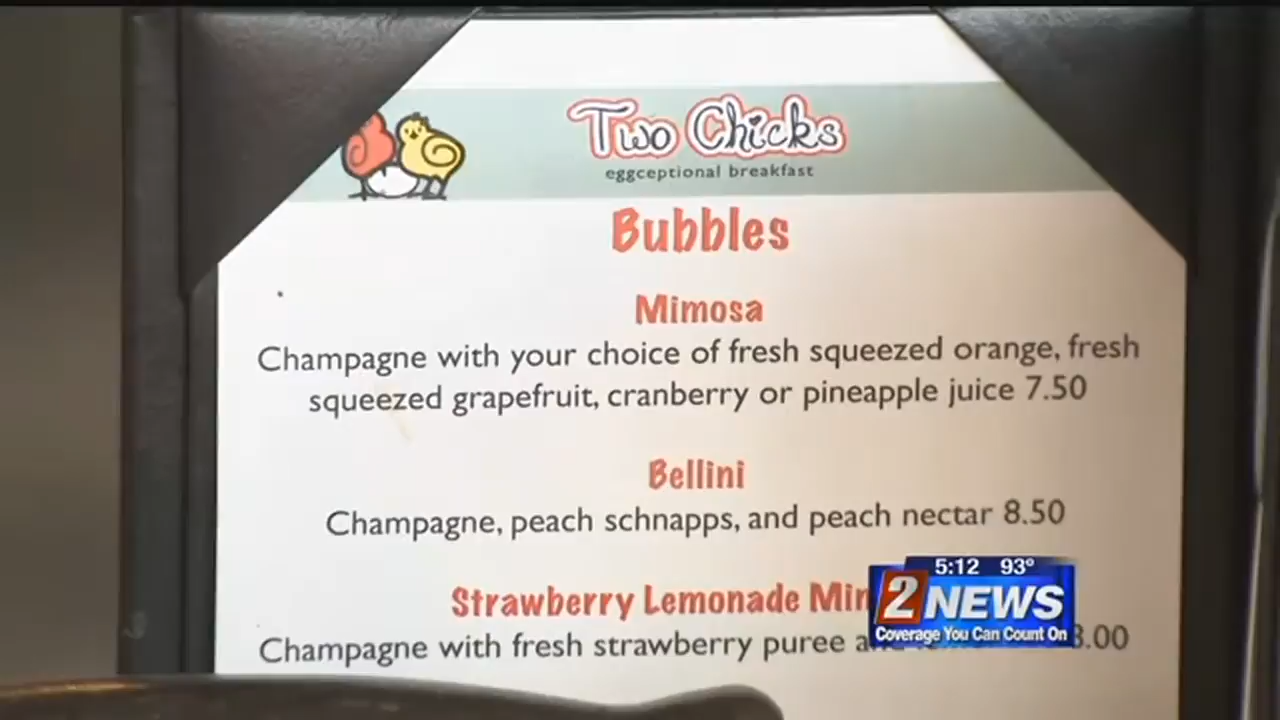 Two Chicks
eggceptional breakfast
Bubbles
Mimosa
Champagne with your choice of fresh squeezed orange, fresh
squeezed grapefruit, cranberry or pineapple juice 7.50
Bellini
Champagne, peach schnapps, and peach nectar 8.50
Strawberry Lemonade
Champagne with fresh strawberry puree
5:12 93°
2 NEWS
Coverage You Can Count On